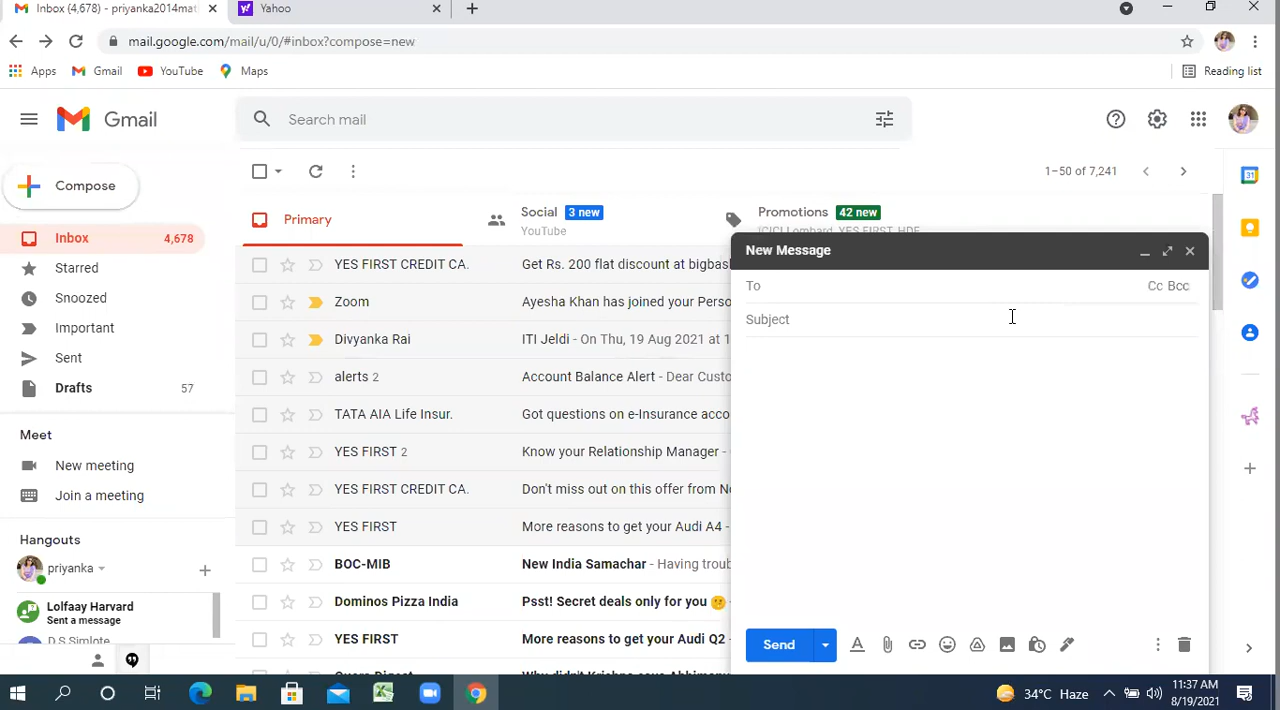 Inbox (4,678) - priyanka2014mat
Yahoo
mail.google.com/mail/u/0/#inbox?compose=new
Apps Gmail YouTube Maps Reading list
Gmail
Search mail
Compose
1–50 of 7,241
Inbox 4,678
Primary
Social 3 new
YouTube
Promotions 42 new
ICICI Lombard, YES FIRST, HDF
Starred
Snoozed
Important
Sent
Drafts 57
Meet
New meeting
Join a meeting
Hangouts
priyanka
Lolfaay Harvard
Sent a message
D S Simlote
YES FIRST CREDIT CA. Get Rs. 200 flat discount at bigbas
Zoom Ayesha Khan has joined your Perso
Divyanka Rai ITI Jeldi - On Thu, 19 Aug 2021 at 1
alerts 2 Account Balance Alert - Dear Custo
TATA AIA Life Insur. Got questions on e-Insurance acco
YES FIRST 2 Know your Relationship Manager -
YES FIRST CREDIT CA. Don't miss out on this offer from N
YES FIRST More reasons to get your Audi A4 -
BOC-MIB New India Samachar - Having troub
Dominos Pizza India Psst! Secret deals only for you 🤫
YES FIRST More reasons to get your Audi Q2 -
New Message
To Cc Bcc
Subject
Send
34°C Haze
11:37 AM
8/19/2021